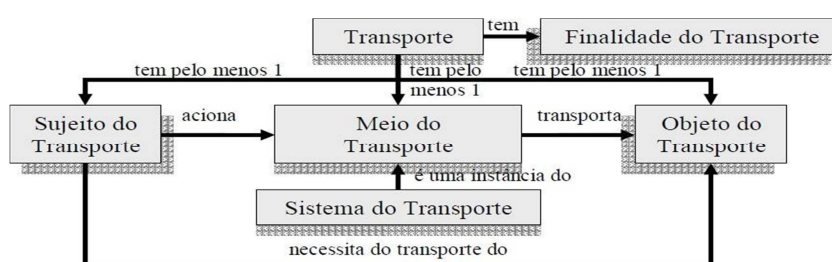 Transporte
tem
Finalidade do Transporte
tem pelo menos 1
tem pelo
menos 1
tem pelo menos 1
Sujeito do
Transporte
aciona
Meio do
Transporte
transporta
Objeto do
Transporte
é uma instância do
Sistema do Transporte
necessita do transporte do